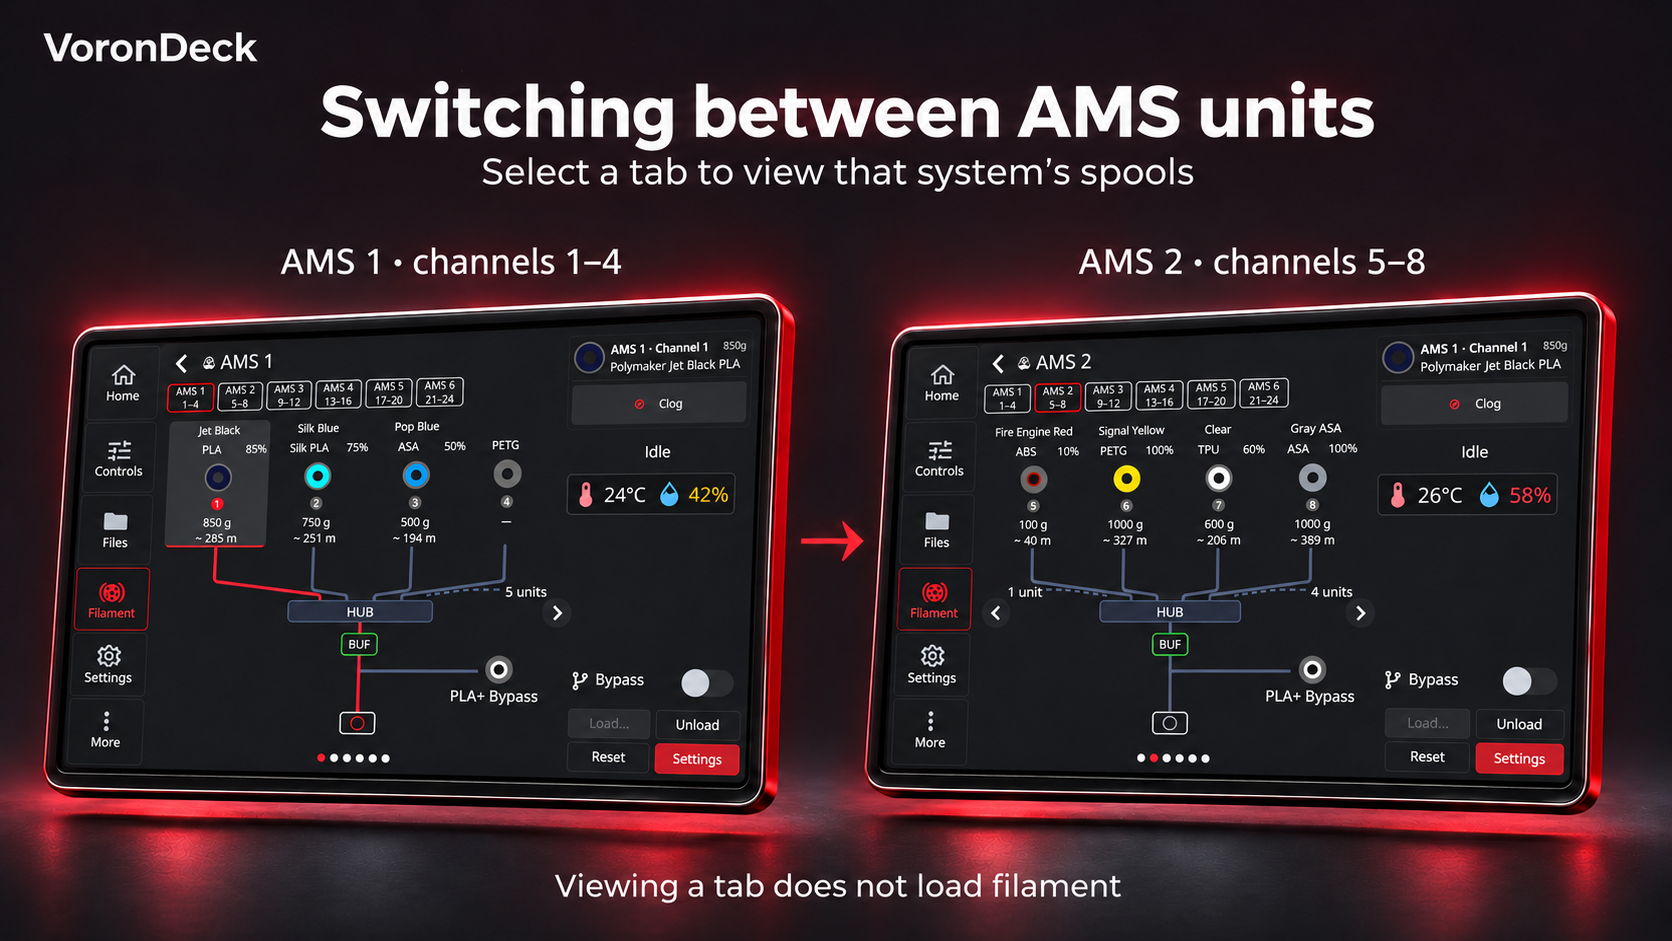 VoronDeck
Switching between AMS units
Select a tab to view that system's spools
AMS 1 • channels 1–4
Home
Controls
Files
Filament
Settings
More
AMS 1
AMS 1 1–4
AMS 2 5–8
AMS 3 9–12
AMS 4 13–16
AMS 5 17–20
AMS 6 21–24
Jet Black
PLA 85%
1
850 g
~ 285 m
Silk Blue
Silk PLA 75%
2
750 g
~ 251 m
Pop Blue
ASA 50%
3
500 g
~ 194 m
PETG
4
—
5 units
HUB
BUF
PLA+ Bypass
AMS 1 • Channel 1 850g
Polymaker Jet Black PLA
Clog
Idle
24°C 42%
Bypass
Load... Unload
Reset Settings
AMS 2 • channels 5–8
Home
Controls
Files
Filament
Settings
More
AMS 2
AMS 1 1–4
AMS 2 5–8
AMS 3 9–12
AMS 4 13–16
AMS 5 17–20
AMS 6 21–24
Fire Engine Red
ABS 10%
5
100 g
~ 40 m
Signal Yellow
PETG 100%
6
1000 g
~ 327 m
Clear
TPU 60%
7
600 g
~ 206 m
Gray ASA
ASA 100%
8
1000 g
~ 389 m
1 unit
4 units
HUB
BUF
PLA+ Bypass
AMS 1 • Channel 1 850g
Polymaker Jet Black PLA
Clog
Idle
26°C 58%
Bypass
Load... Unload
Reset Settings
Viewing a tab does not load filament